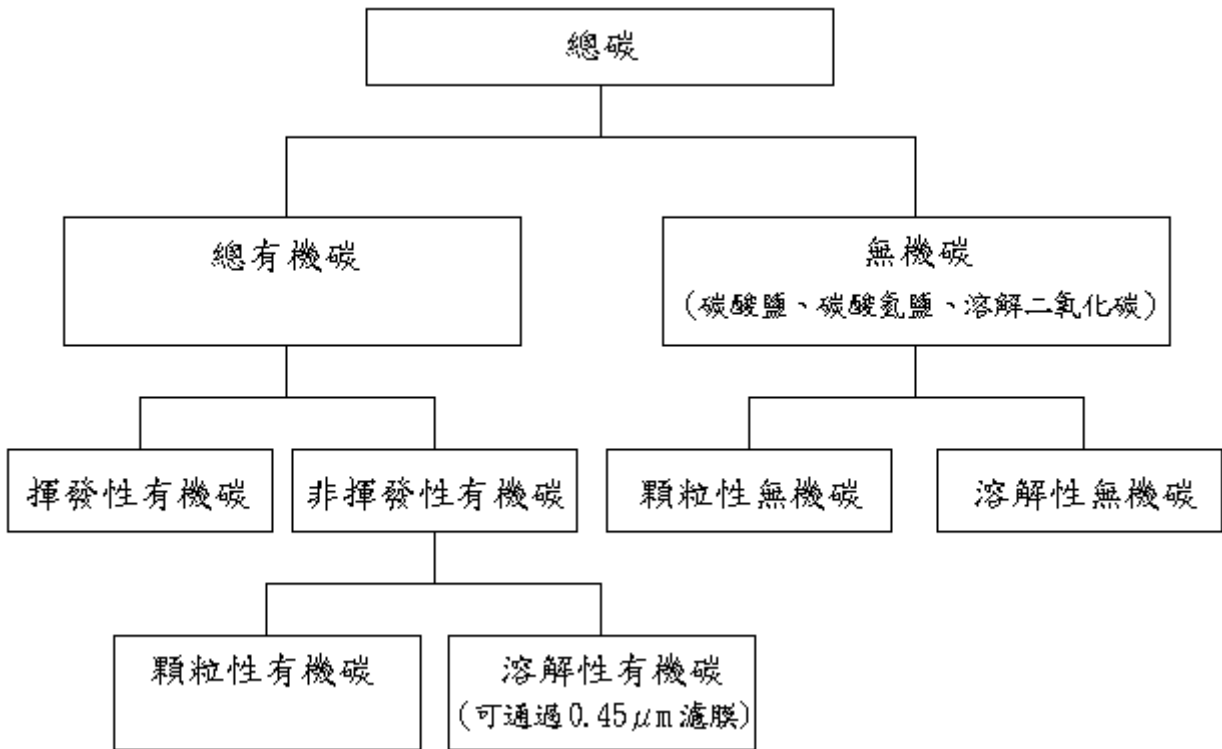 總碳
總有機碳
無機碳
(碳酸鹽、碳酸氫鹽、溶解二氧化碳)
揮發性有機碳
非揮發性有機碳
顆粒性無機碳
溶解性無機碳
顆粒性有機碳
溶解性有機碳
(可通過0.45μm濾膜)